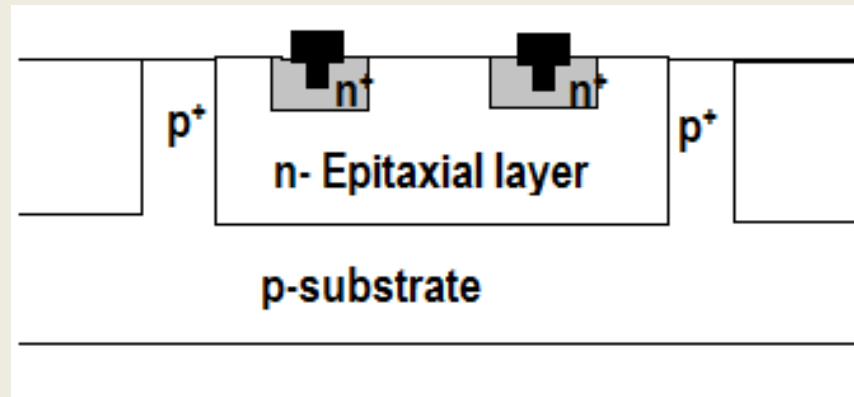 n⁺ n⁺
p⁺ p⁺
n- Epitaxial layer
p-substrate